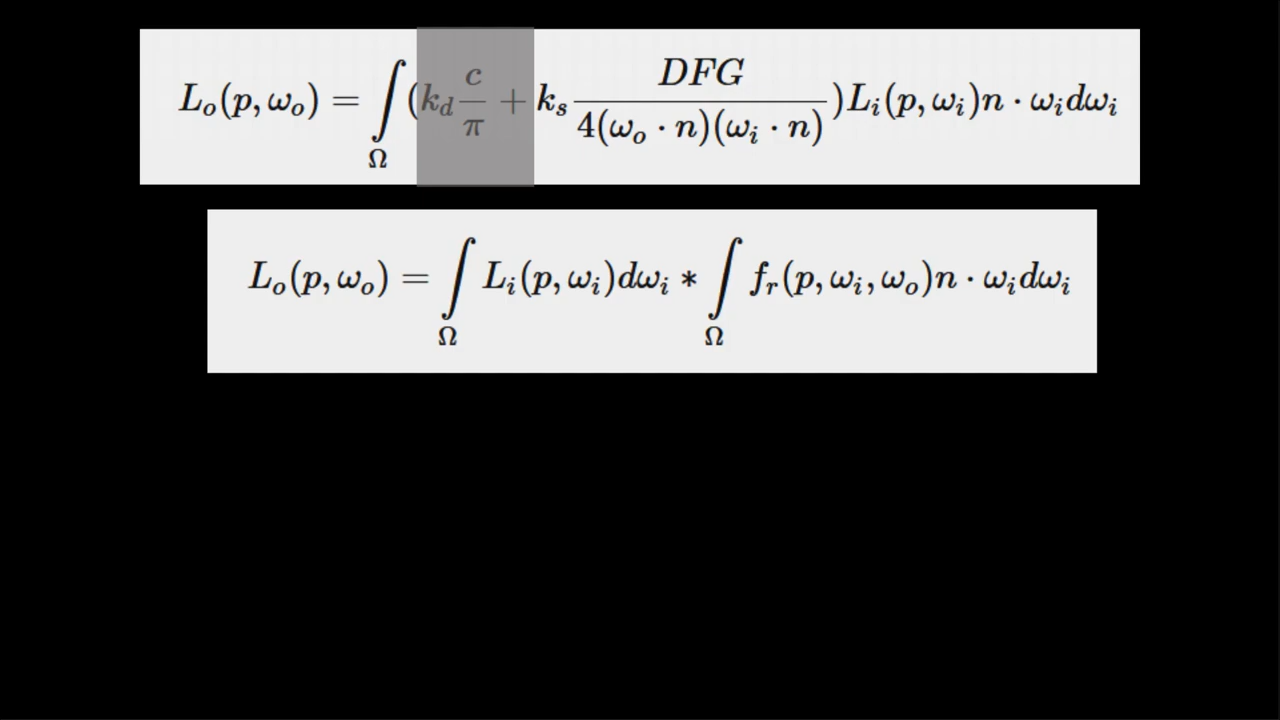 L_o(p, ω_o) = ∫_Ω (k_d c/π + k_s DFG/4(ω_o · n)(ω_i · n))L_i(p, ω_i)n · ω_i dω_i
L_o(p, ω_o) = ∫_Ω L_i(p, ω_i)dω_i * ∫_Ω f_r(p, ω_i, ω_o)n · ω_i dω_i